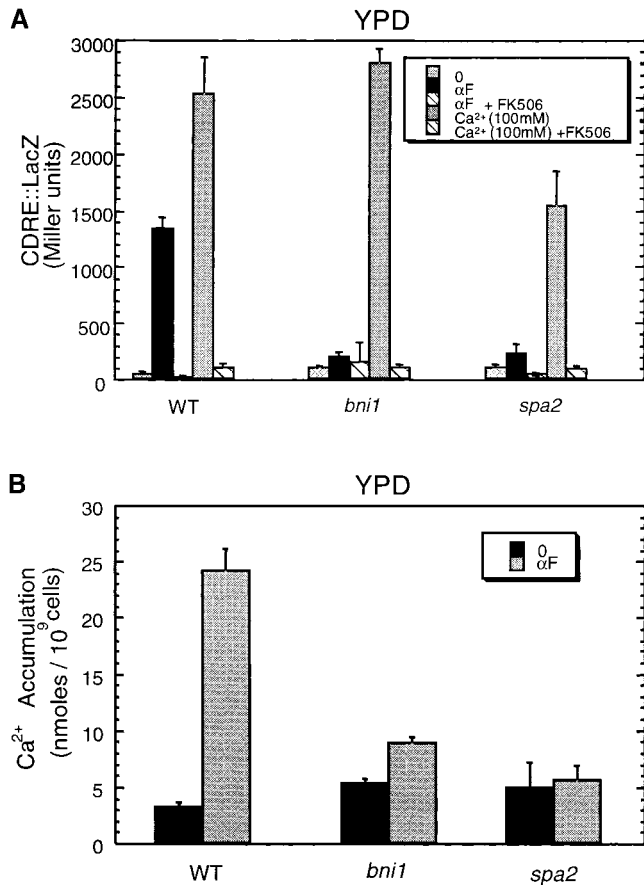 A
YPD
CDRE::LacZ
(Miller units)
3000
2500
2000
1500
1000
500
0
0
αF
αF + FK506
Ca²⁺ (100mM)
Ca²⁺ (100mM) +FK506
WT
bni1
spa2
B
YPD
Ca²⁺ Accumulation
(nmoles / 10⁹cells)
30
25
20
15
10
5
0
0
αF
WT
bni1
spa2